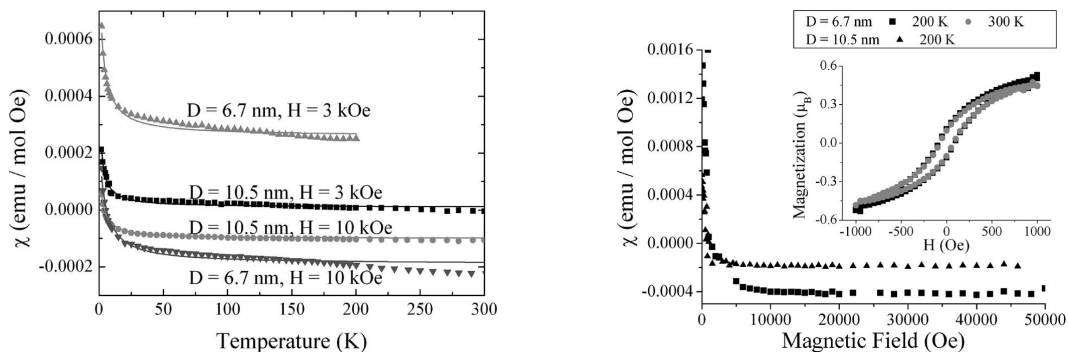 0.0006
0.0004
0.0002
0.0000
-0.0002
χ (emu / mol Oe)
D = 6.7 nm, H = 3 kOe
D = 10.5 nm, H = 3 kOe
D = 10.5 nm, H = 10 kOe
D = 6.7 nm, H = 10 kOe
0 50 100 150 200 250 300
Temperature (K)
D = 6.7 nm 200 K 300 K
D = 10.5 nm 200 K
0.0016
0.0012
0.0008
0.0004
0.0000
-0.0004
χ (emu / mol Oe)
0.6
0.3
0.0
-0.3
-0.6
Magnetization (μB)
-1000 -500 0 500 1000
H (Oe)
0 10000 20000 30000 40000 50000
Magnetic Field (Oe)